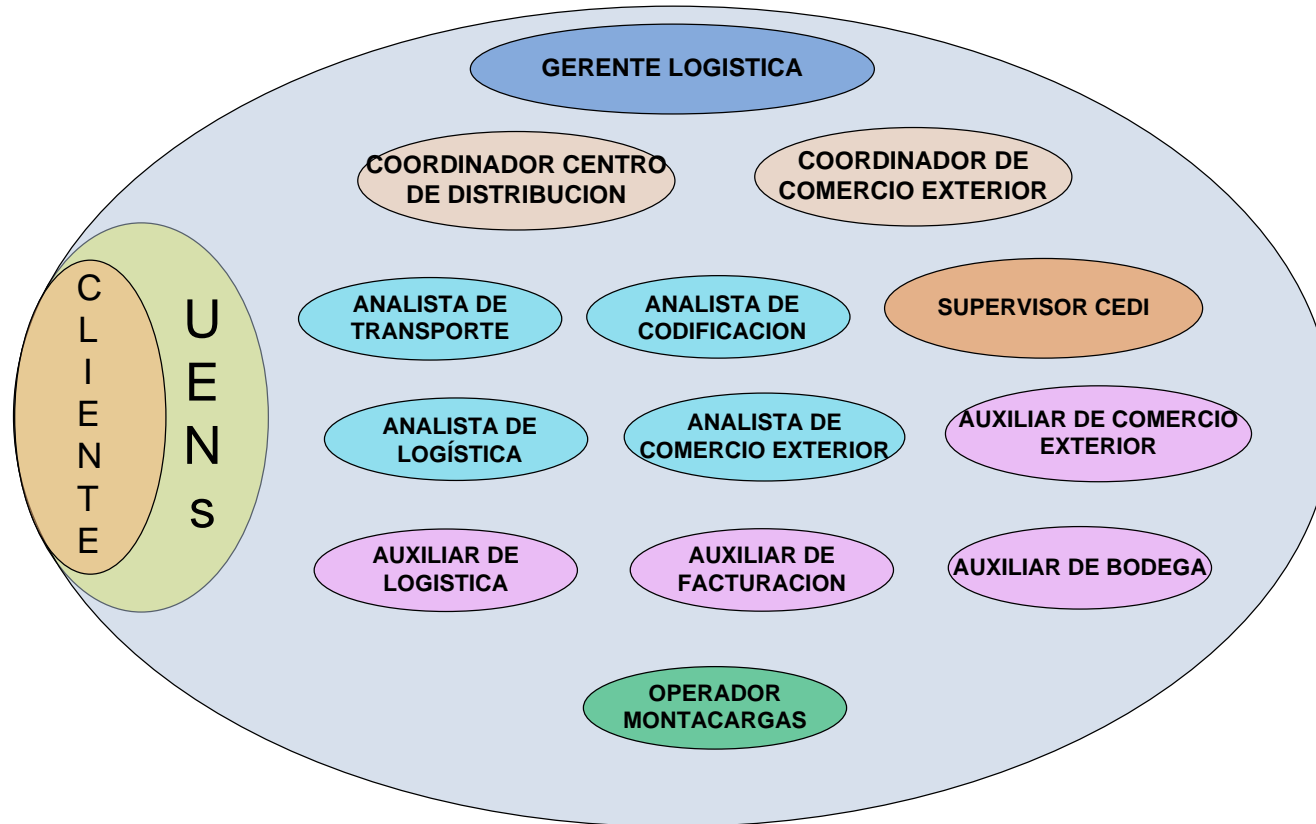 GERENTE LOGISTICA
COORDINADOR CENTRO
DE DISTRIBUCION
COORDINADOR DE
COMERCIO EXTERIOR
CLIENTE
UENs
ANALISTA DE
TRANSPORTE
ANALISTA DE
CODIFICACION
SUPERVISOR CEDI
ANALISTA DE
LOGÍSTICA
ANALISTA DE
COMERCIO EXTERIOR
AUXILIAR DE COMERCIO
EXTERIOR
AUXILIAR DE
LOGISTICA
AUXILIAR DE
FACTURACION
AUXILIAR DE BODEGA
OPERADOR
MONTACARGAS